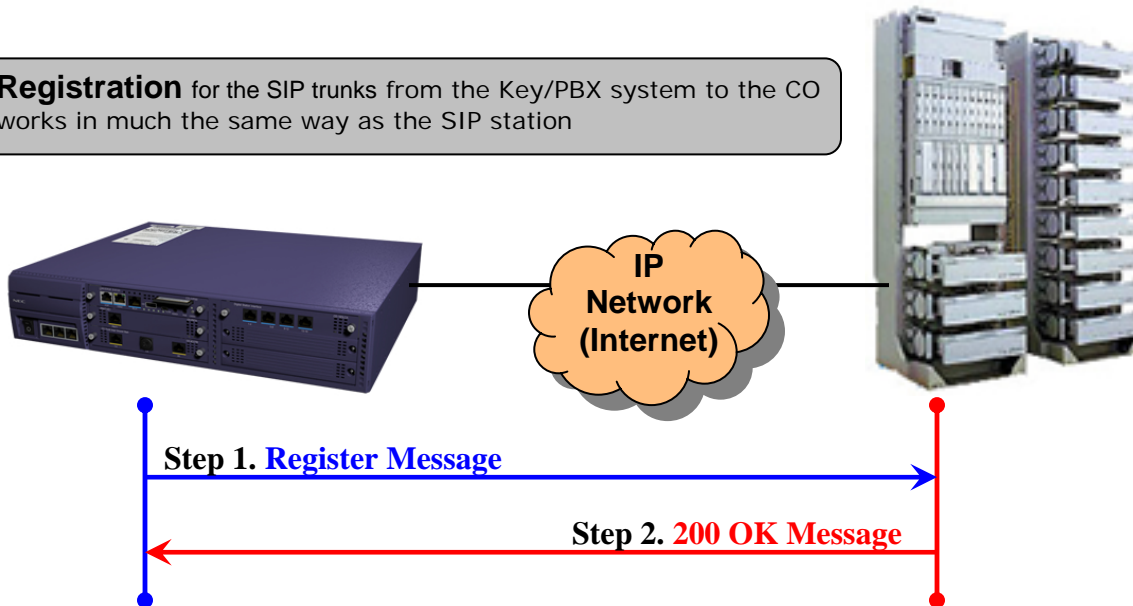 Registration for the SIP trunks from the Key/PBX system to the CO
works in much the same way as the SIP station
IP
Network
(Internet)
Step 1. Register Message
Step 2. 200 OK Message